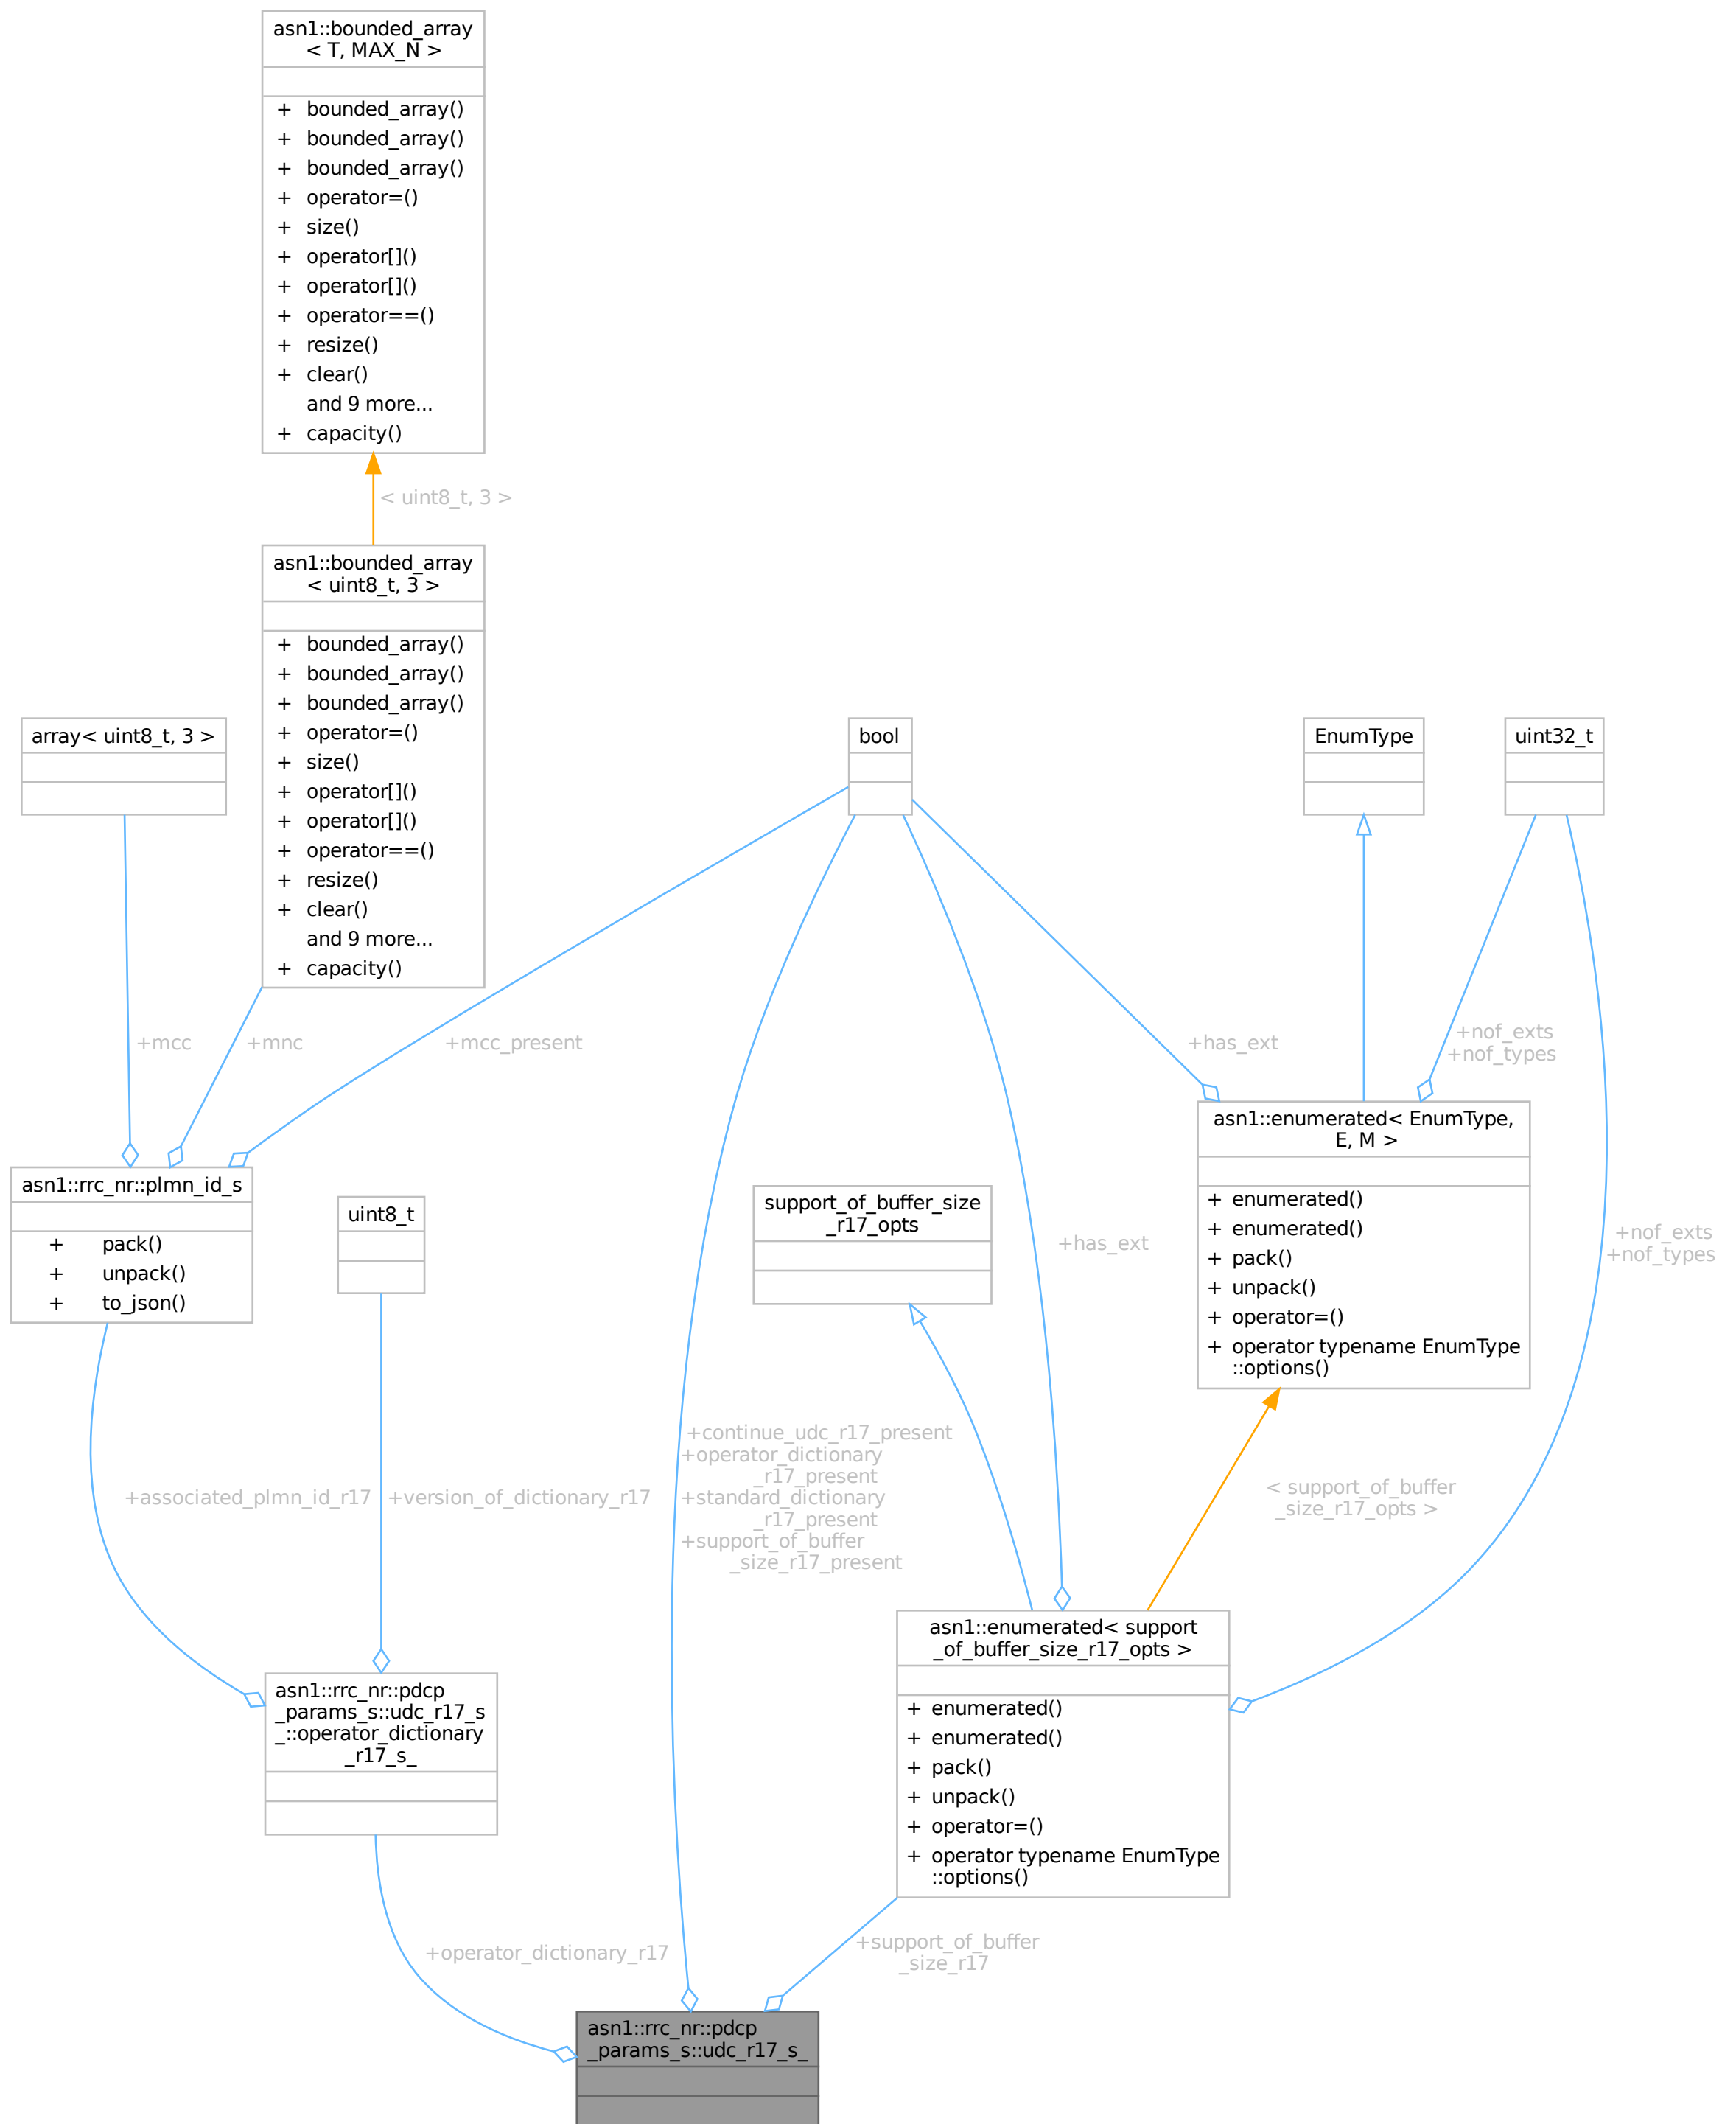 asn1::bounded_array
< T, MAX_N >
+ bounded_array()
+ bounded_array()
+ bounded_array()
+ operator=()
+ size()
+ operator[]()
+ operator[]()
+ operator==()
+ resize()
+ clear()
and 9 more...
+ capacity()
< uint8_t, 3 >
asn1::bounded_array
< uint8_t, 3 >
+ bounded_array()
+ bounded_array()
+ bounded_array()
+ operator=()
+ size()
+ operator[]()
+ operator[]()
+ operator==()
+ resize()
+ clear()
and 9 more...
+ capacity()
array< uint8_t, 3 >
bool
EnumType
uint32_t
+mcc
+mnc
+mcc_present
+has_ext
+nof_exts
+nof_types
asn1::enumerated< EnumType,
E, M >
+ enumerated()
+ enumerated()
+ pack()
+ unpack()
+ operator=()
+ operator typename EnumType
::options()
asn1::rrc_nr::plmn_id_s
+ pack()
+ unpack()
+ to_json()
uint8_t
support_of_buffer_size
_r17_opts
+has_ext
+nof_exts
+nof_types
+associated_plmn_id_r17
+version_of_dictionary_r17
+continue_udc_r17_present
+operator_dictionary
_r17_present
+standard_dictionary
_r17_present
+support_of_buffer
_size_r17_present
< support_of_buffer
_size_r17_opts >
asn1::enumerated< support
_of_buffer_size_r17_opts >
+ enumerated()
+ enumerated()
+ pack()
+ unpack()
+ operator=()
+ operator typename EnumType
::options()
asn1::rrc_nr::pdcp
_params_s::udc_r17_s
_::operator_dictionary
_r17_s_
+operator_dictionary_r17
+support_of_buffer
_size_r17
asn1::rrc_nr::pdcp
_params_s::udc_r17_s_